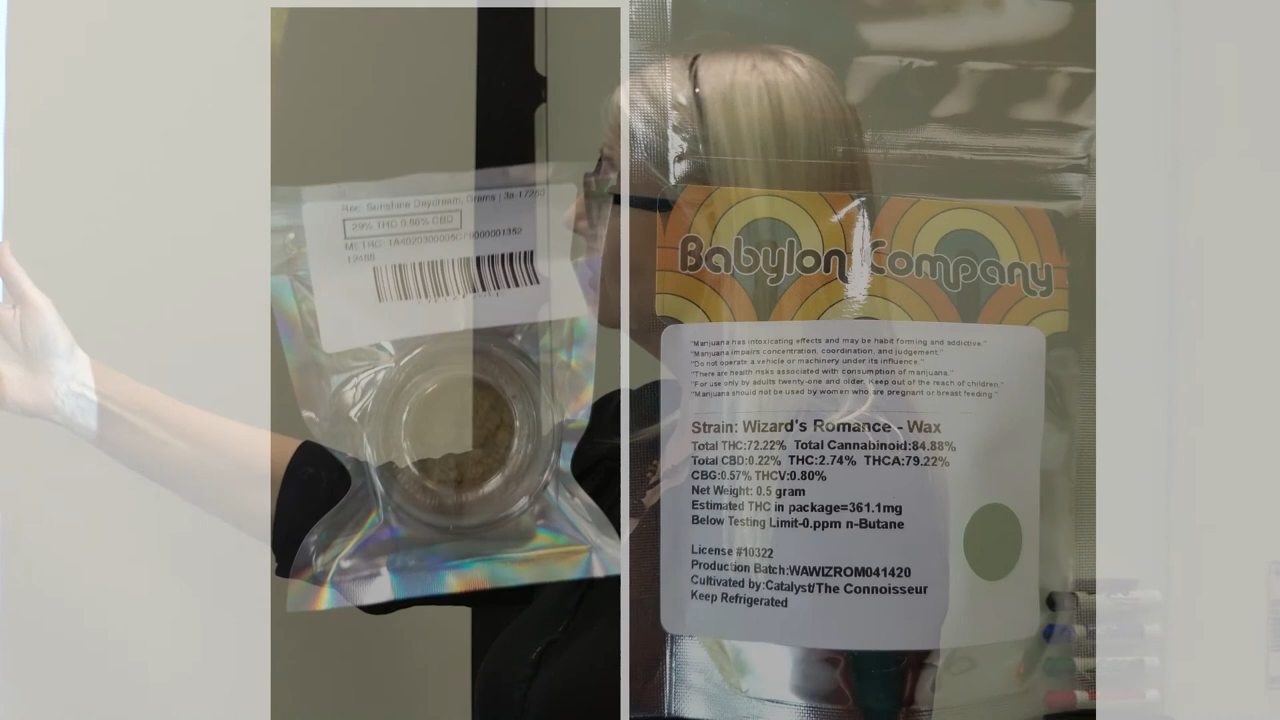 Rec: Sunshine Daydream, Grams | 3a 17260
29% THC 0.60% CBD
12468
Babylon Company
"Marijuana has intoxicating effects and may be habit forming and addictive."
"Marijuana impairs concentration, coordination, and judgement."
"Do not operate a vehicle or machinery under its influence."
"There are health risks associated with consumption of marijuana."
"For use only by adults twenty-one and older. Keep out of the reach of children."
"Marijuana should not be used by women who are pregnant or breast feeding."
Strain: Wizard's Romance - Wax
Total THC:72.22% Total Cannabinoid:84.88%
Total CBD:0.22% THC:2.74% THCA:79.22%
CBG:0.57% THCV:0.80%
Net Weight: 0.5 gram
Estimated THC in package=361.1mg
Below Testing Limit-0.ppm n-Butane
License #10322
Production Batch:WAWIZROM041420
Cultivated by:Catalyst/The Connoisseur
Keep Refrigerated